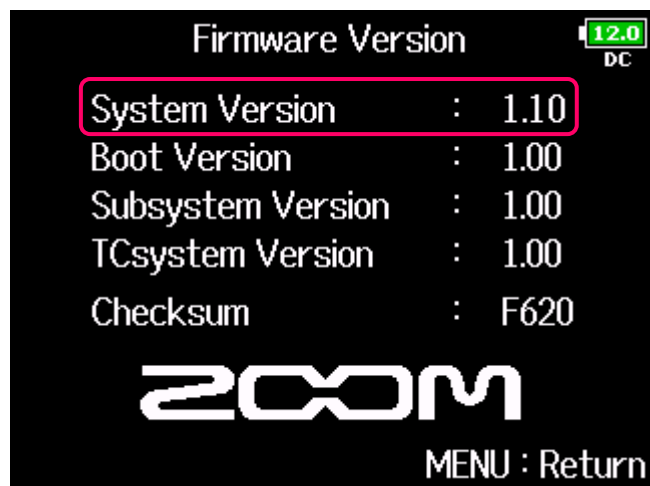 Firmware Version
12.0
DC
System Version : 1.10
Boot Version : 1.00
Subsystem Version : 1.00
TCsystem Version : 1.00
Checksum : F620
ZOOM
MENU : Return